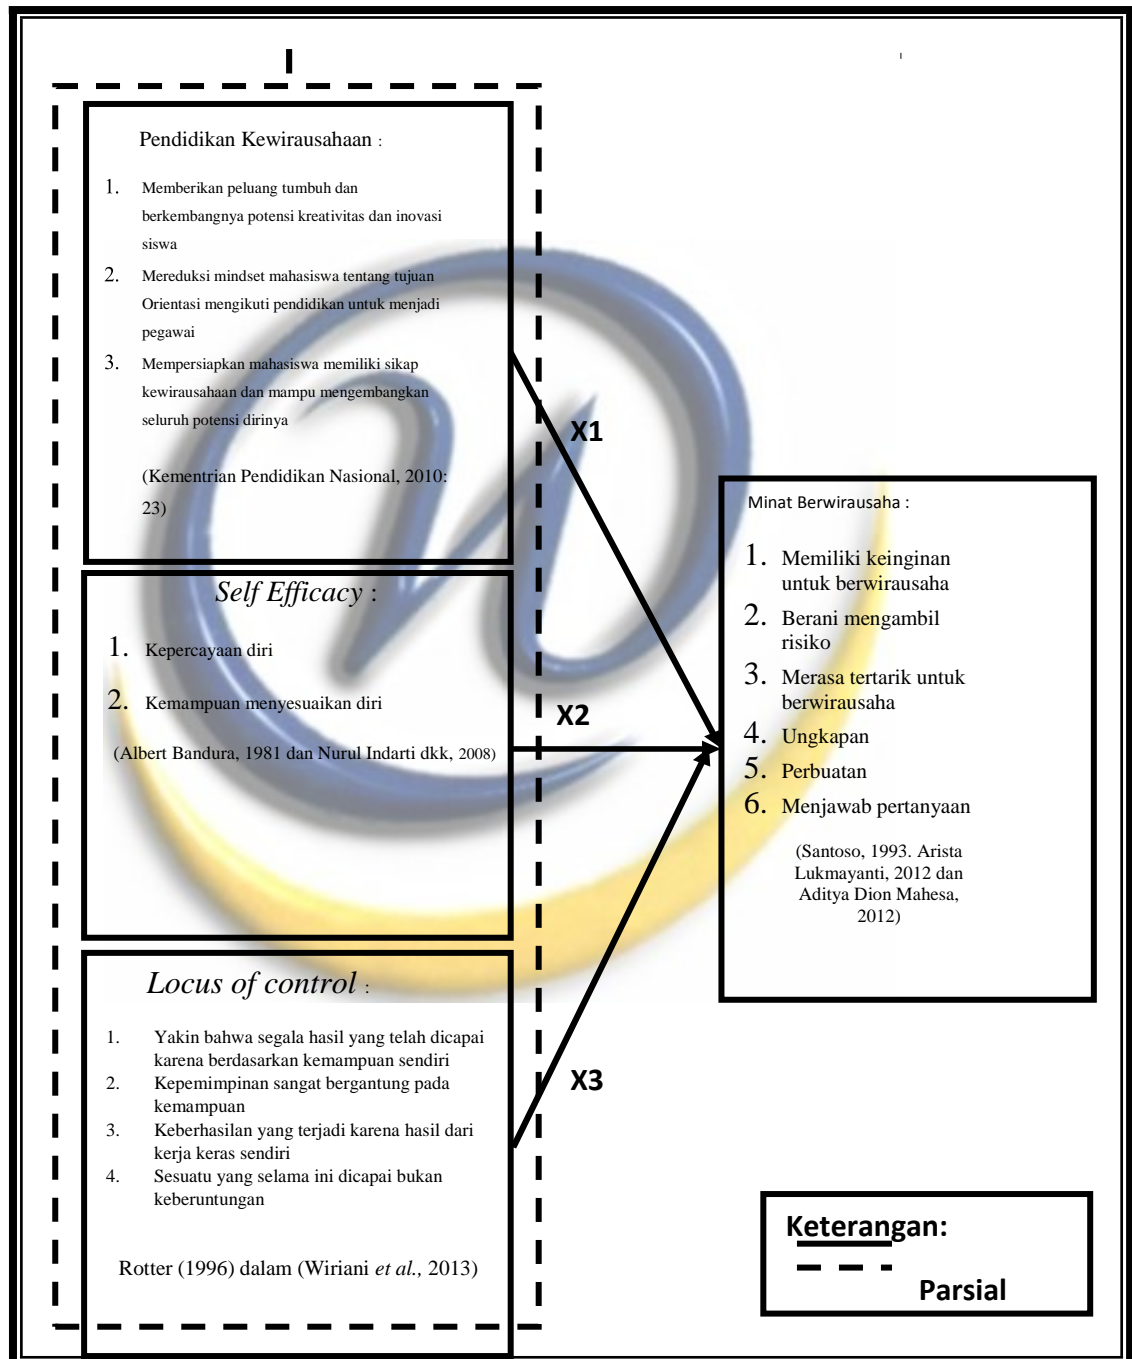 Pendidikan Kewirausahaan :
1. Memberikan peluang tumbuh dan
berkembangnya potensi kreativitas dan inovasi
siswa
2. Mereduksi mindset mahasiswa tentang tujuan
Orientasi mengikuti pendidikan untuk menjadi
pegawai
3. Mempersiapkan mahasiswa memiliki sikap
kewirausahaan dan mampu mengembangkan
seluruh potensi dirinya
(Kementrian Pendidikan Nasional, 2010:
23)
X1
Self Efficacy :
1. Kepercayaan diri
2. Kemampuan menyesuaikan diri
(Albert Bandura, 1981 dan Nurul Indarti dkk, 2008)
X2
Locus of control :
1. Yakin bahwa segala hasil yang telah dicapai
karena berdasarkan kemampuan sendiri
2. Kepemimpinan sangat bergantung pada
kemampuan
3. Keberhasilan yang terjadi karena hasil dari
kerja keras sendiri
4. Sesuatu yang selama ini dicapai bukan
keberuntungan
Rotter (1996) dalam (Wiriani et al., 2013)
X3
Minat Berwirausaha :
1. Memiliki keinginan
untuk berwirausaha
2. Berani mengambil
risiko
3. Merasa tertarik untuk
berwirausaha
4. Ungkapan
5. Perbuatan
6. Menjawab pertanyaan
(Santoso, 1993. Arista
Lukmayanti, 2012 dan
Aditya Dion Mahesa,
2012)
Keterangan:
Parsial